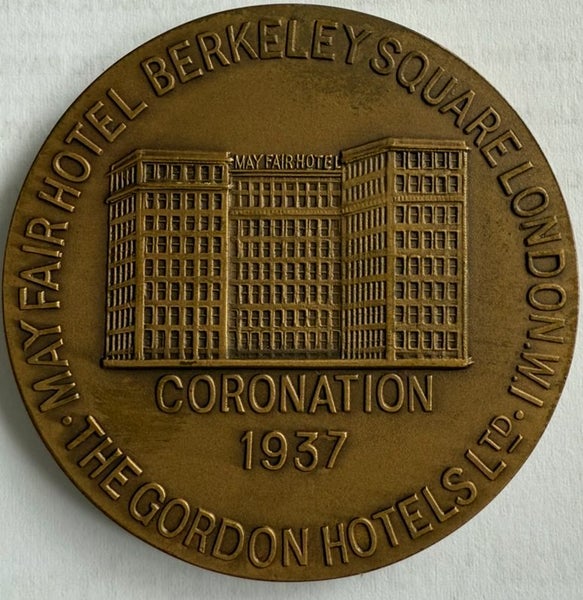 MAY FAIR HOTEL BERKELEY SQUARE LONDON.W.1
MAY FAIR HOTEL
CORONATION
1937
· THE GORDON HOTELS LTD ·